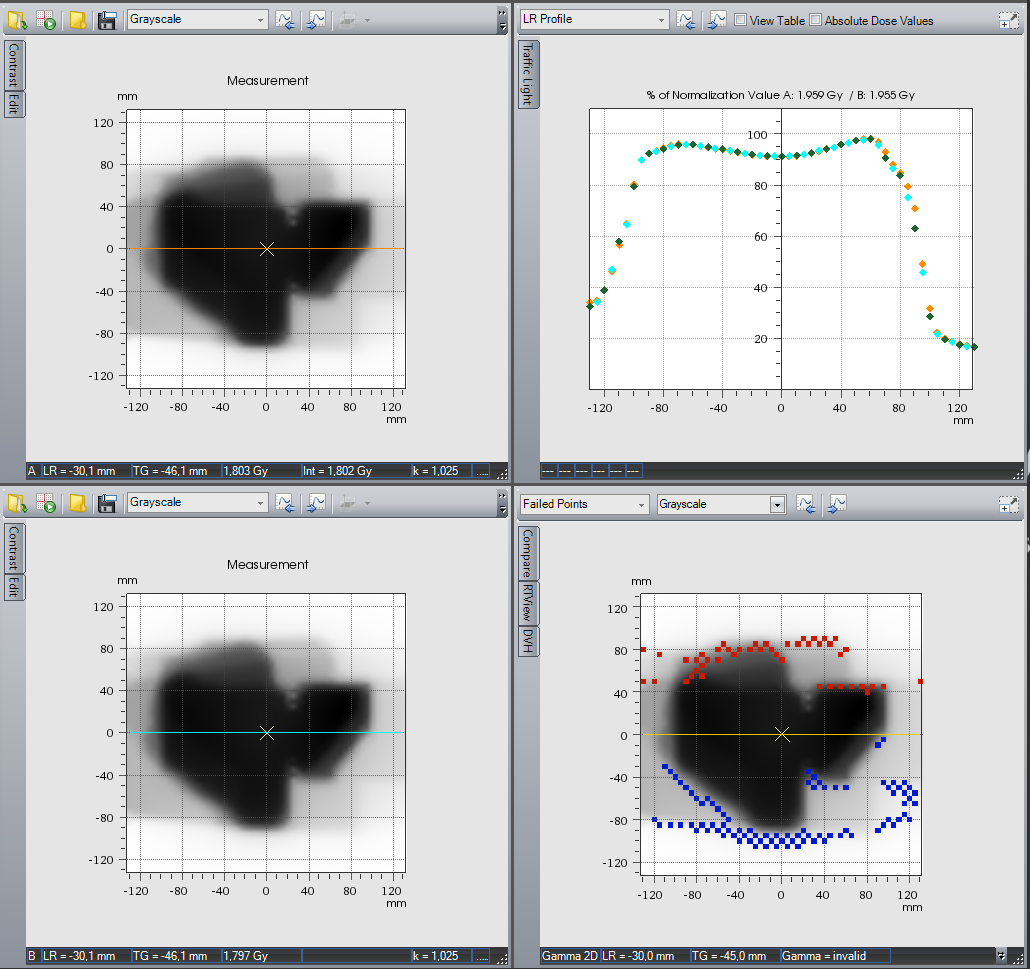 Grayscale
Contrast
Edit
Measurement
mm
120
80
40
0
-40
-80
-120
-120 -80 -40 0 40 80 120
mm
A LR = -30,1 mm TG = -46,1 mm 1,803 Gy Int = 1,802 Gy k = 1,025 .....
LR Profile View Table Absolute Dose Values
Traffic Light
% of Normalization Value A: 1.959 Gy / B: 1.955 Gy
100
80
60
40
20
-120 -80 -40 0 40 80 120
mm
--- --- --- --- --- ---
Grayscale
Contrast
Edit
Measurement
mm
120
80
40
0
-40
-80
-120
-120 -80 -40 0 40 80 120
mm
B LR = -30,1 mm TG = -46,1 mm 1,797 Gy k = 1,025 .....
Failed Points Grayscale
Compare
RTView
DVH
mm
120
80
40
0
-40
-80
-120
-120 -80 -40 0 40 80 120
mm
Gamma 2D LR = -30,0 mm TG = -45,0 mm Gamma = invalid